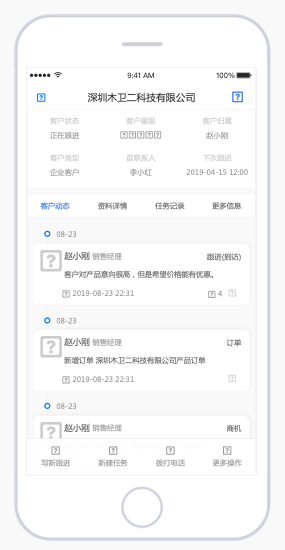 9:41 AM 100%
深圳木卫二科技有限公司
客户状态 客户星级 客户归属
正在跟进 赵小刚
客户类型 首联系人 下次跟进
企业客户 李小红 2019-04-15 12:00
客户动态 资料详情 任务记录 更多信息
08-23
赵小刚 销售经理 跟进(到访)
客户对产品意向很高，但是希望价格能有优惠。
2019-08-23 22:31 4
08-23
赵小刚 销售经理 订单
新增订单 深圳木卫二科技有限公司产品订单
2019-08-23 22:31
08-23
赵小刚 销售经理 商机
写新跟进 新建任务 拨打电话 更多操作